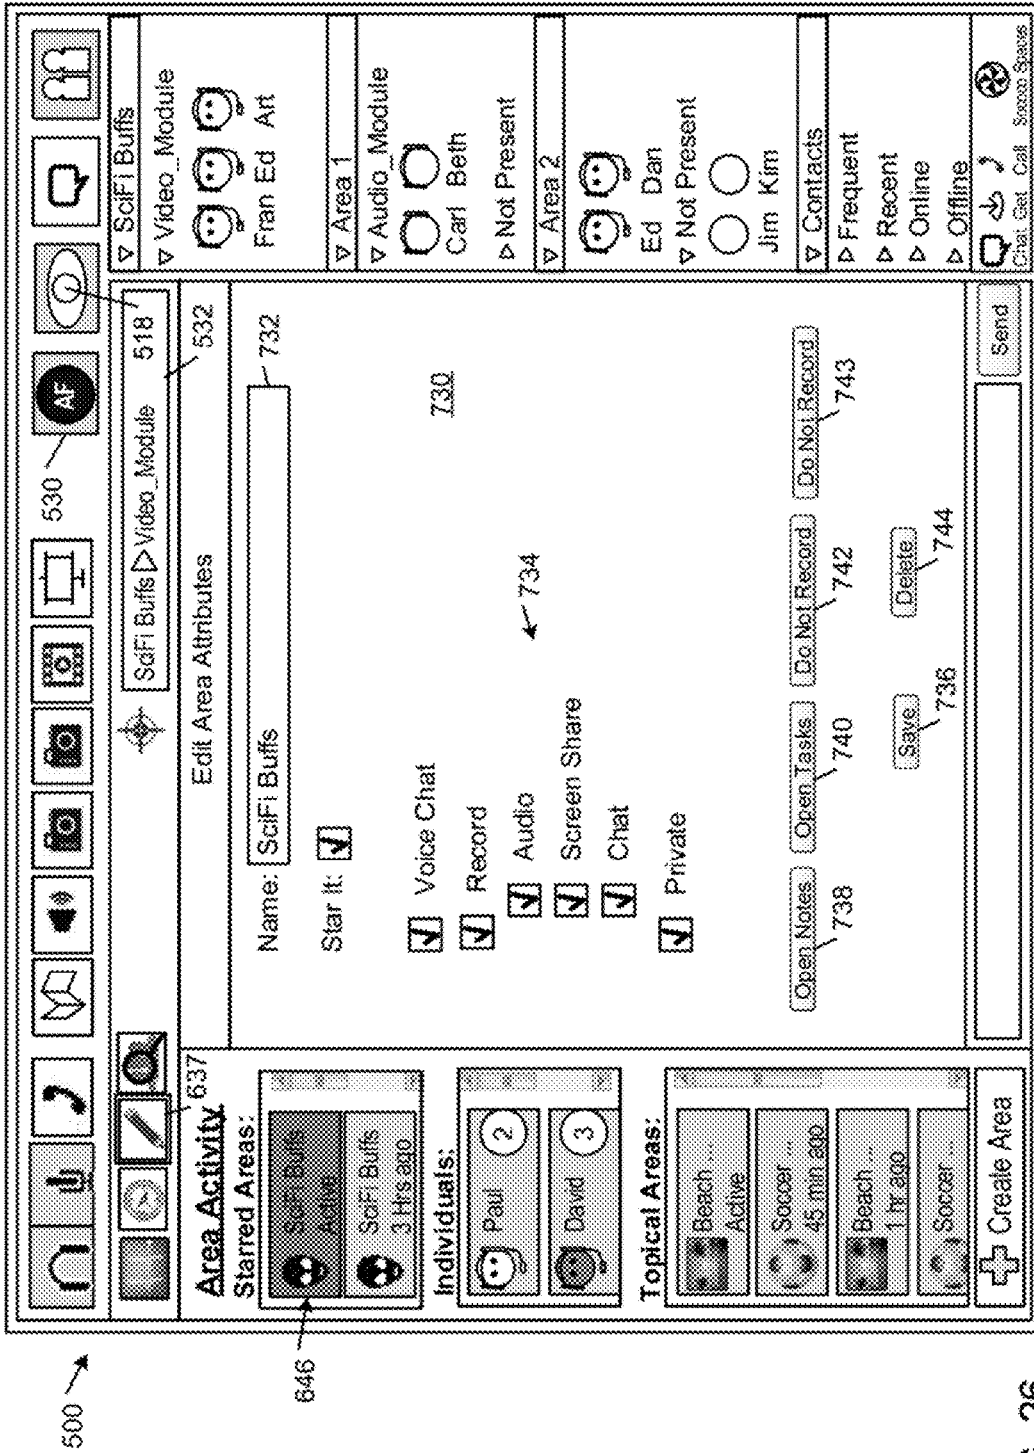 500
530
AF
SciFi Buffs ▷ Video_Module 518
532
637
Area Activity
Starred Areas:
SciFi Buffs
Active
646
SciFi Buffs
3 Hrs ago
Individuals:
Paul 2
David 3
Topical Areas:
Beach ...
Active
Soccer ...
45 min ago
Beach ...
1 hr ago
Soccer ...
Create Area
Edit Area Attributes
Name: SciFi Buffs 732
Star It:
730
Voice Chat
Record
Audio
734
Screen Share
Chat
Private
Open Notes Open Tasks Do Not Record Do Not Record
738 740 742 743
Save Delete
736 744
Send
▽ SciFi Buffs
▽ Video_Module
Fran Ed Art
▽ Area 1
▽ Audio_Module
Carl Beth
▷ Not Present
▽ Area 2
Ed Dan
▽ Not Present
Jim Kim
▽ Contacts
▷ Frequent
▷ Recent
▷ Online
▷ Offline
Chat Get Call Sococo Spaces
26